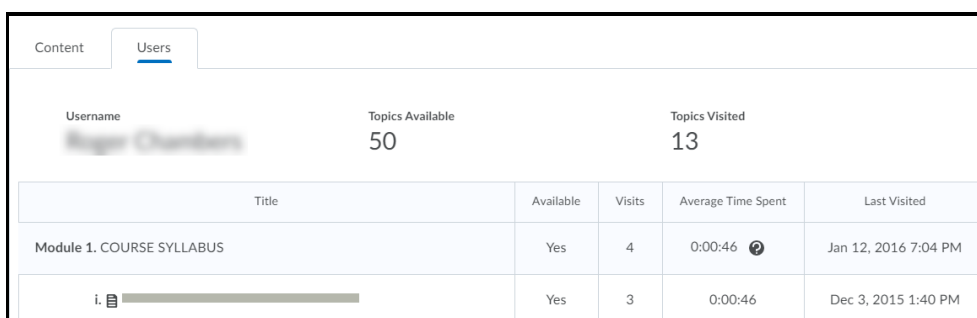 Content Users
Username Topics Available Topics Visited
50 13
Title Available Visits Average Time Spent Last Visited
Module 1. COURSE SYLLABUS Yes 4 0:00:46 ? Jan 12, 2016 7:04 PM
i. Yes 3 0:00:46 Dec 3, 2015 1:40 PM